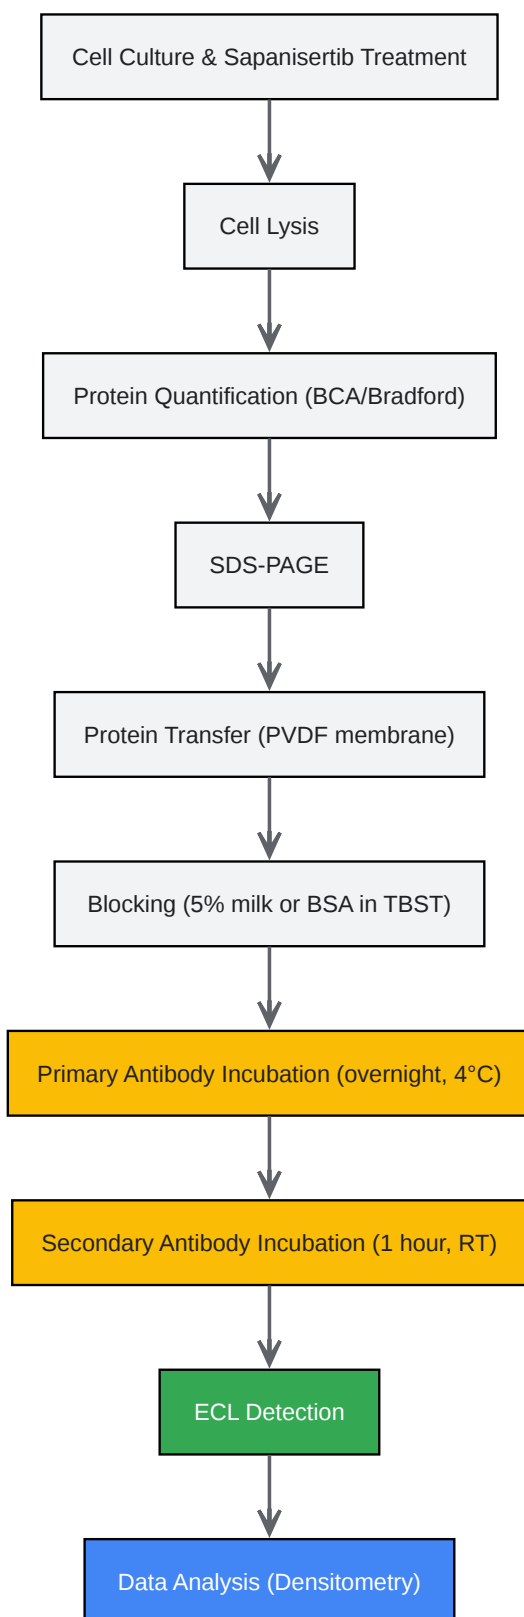 Cell Culture & Sapanisertib Treatment
Cell Lysis
Protein Quantification (BCA/Bradford)
SDS-PAGE
Protein Transfer (PVDF membrane)
Blocking (5% milk or BSA in TBST)
Primary Antibody Incubation (overnight, 4°C)
Secondary Antibody Incubation (1 hour, RT)
ECL Detection
Data Analysis (Densitometry)